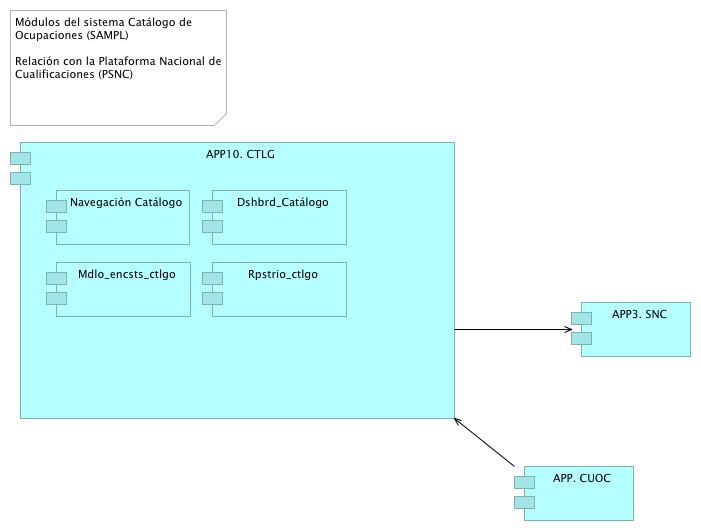 Módulos del sistema Catálogo de
Ocupaciones (SAMPL)
Relación con la Plataforma Nacional de
Cualificaciones (PSNC)
APP10. CTLG
Navegación Catálogo
Dshbrd_Catálogo
Mdlo_encsts_ctlgo
Rpstrio_ctlgo
APP3. SNC
APP. CUOC